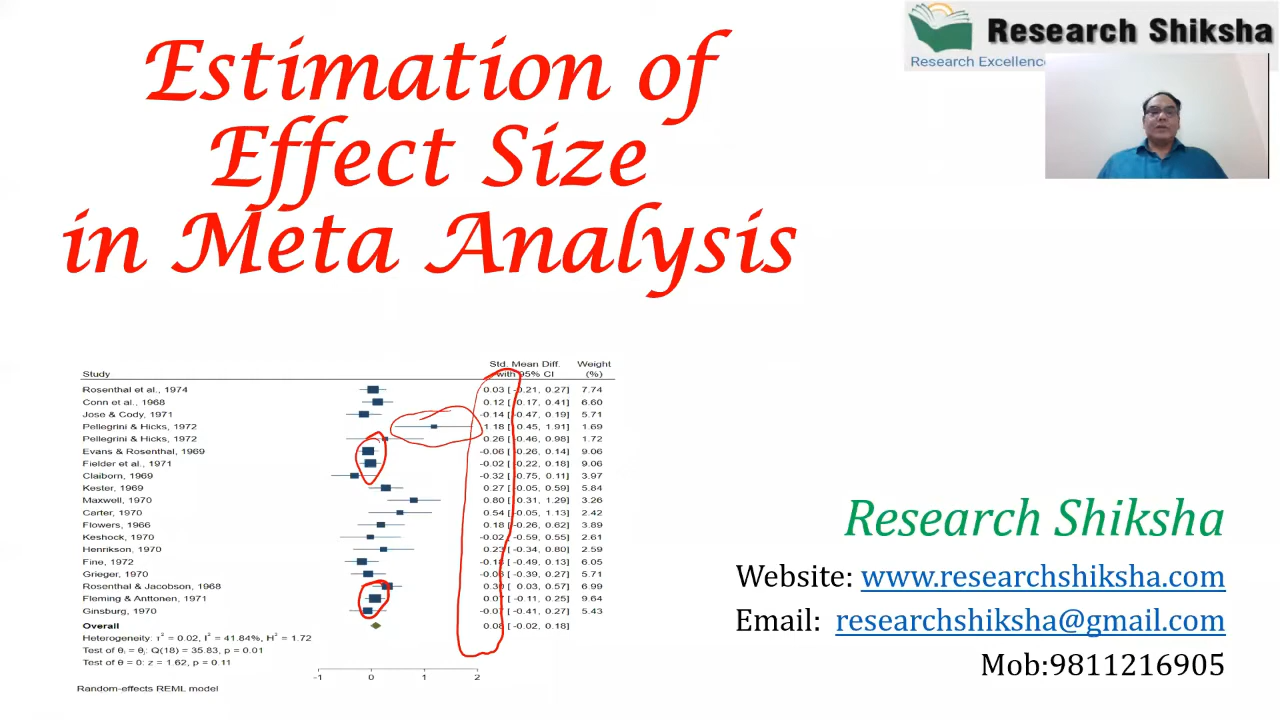 Estimation of
Effect Size
in Meta Analysis
Research Shiksha
Research Excellence
Std. Mean Diff. Weight
Study with 95% CI (%)
Rosenthal et al., 1974 0.03 [ -0.21, 0.27] 7.74
Conn et al., 1968 0.12 [ -0.17, 0.41] 6.60
Jose & Cody, 1971 -0.14 [ -0.47, 0.19] 5.71
Pellegrini & Hicks, 1972 1.18 [ 0.45, 1.91] 1.69
Pellegrini & Hicks, 1972 0.26 [ -0.46, 0.98] 1.72
Evans & Rosenthal, 1969 -0.06 [ -0.26, 0.14] 9.06
Fielder et al., 1971 -0.02 [ -0.22, 0.18] 9.06
Claiborn, 1969 -0.32 [ -0.75, 0.11] 3.97
Kester, 1969 0.27 [ -0.05, 0.59] 5.84
Maxwell, 1970 0.80 [ 0.31, 1.29] 3.26
Carter, 1970 0.54 [ -0.05, 1.13] 2.42
Flowers, 1966 0.18 [ -0.26, 0.62] 3.89
Keshock, 1970 -0.02 [ -0.59, 0.55] 2.61
Henrikson, 1970 0.23 [ -0.34, 0.80] 2.59
Fine, 1972 -0.18 [ -0.49, 0.13] 6.05
Grieger, 1970 -0.06 [ -0.39, 0.27] 5.71
Rosenthal & Jacobson, 1968 0.30 [ 0.03, 0.57] 6.99
Fleming & Anttonen, 1971 0.07 [ -0.11, 0.25] 9.64
Ginsburg, 1970 -0.07 [ -0.41, 0.27] 5.43
Overall 0.08 [ -0.02, 0.18]
Heterogeneity: τ² = 0.02, I² = 41.84%, H² = 1.72
Test of θᵢ = θⱼ: Q(18) = 35.83, p = 0.01
Test of θ = 0: z = 1.62, p = 0.11
-1 0 1 2
Random-effects REML model
Research Shiksha
Website: www.researchshiksha.com
Email: researchshiksha@gmail.com
Mob:9811216905